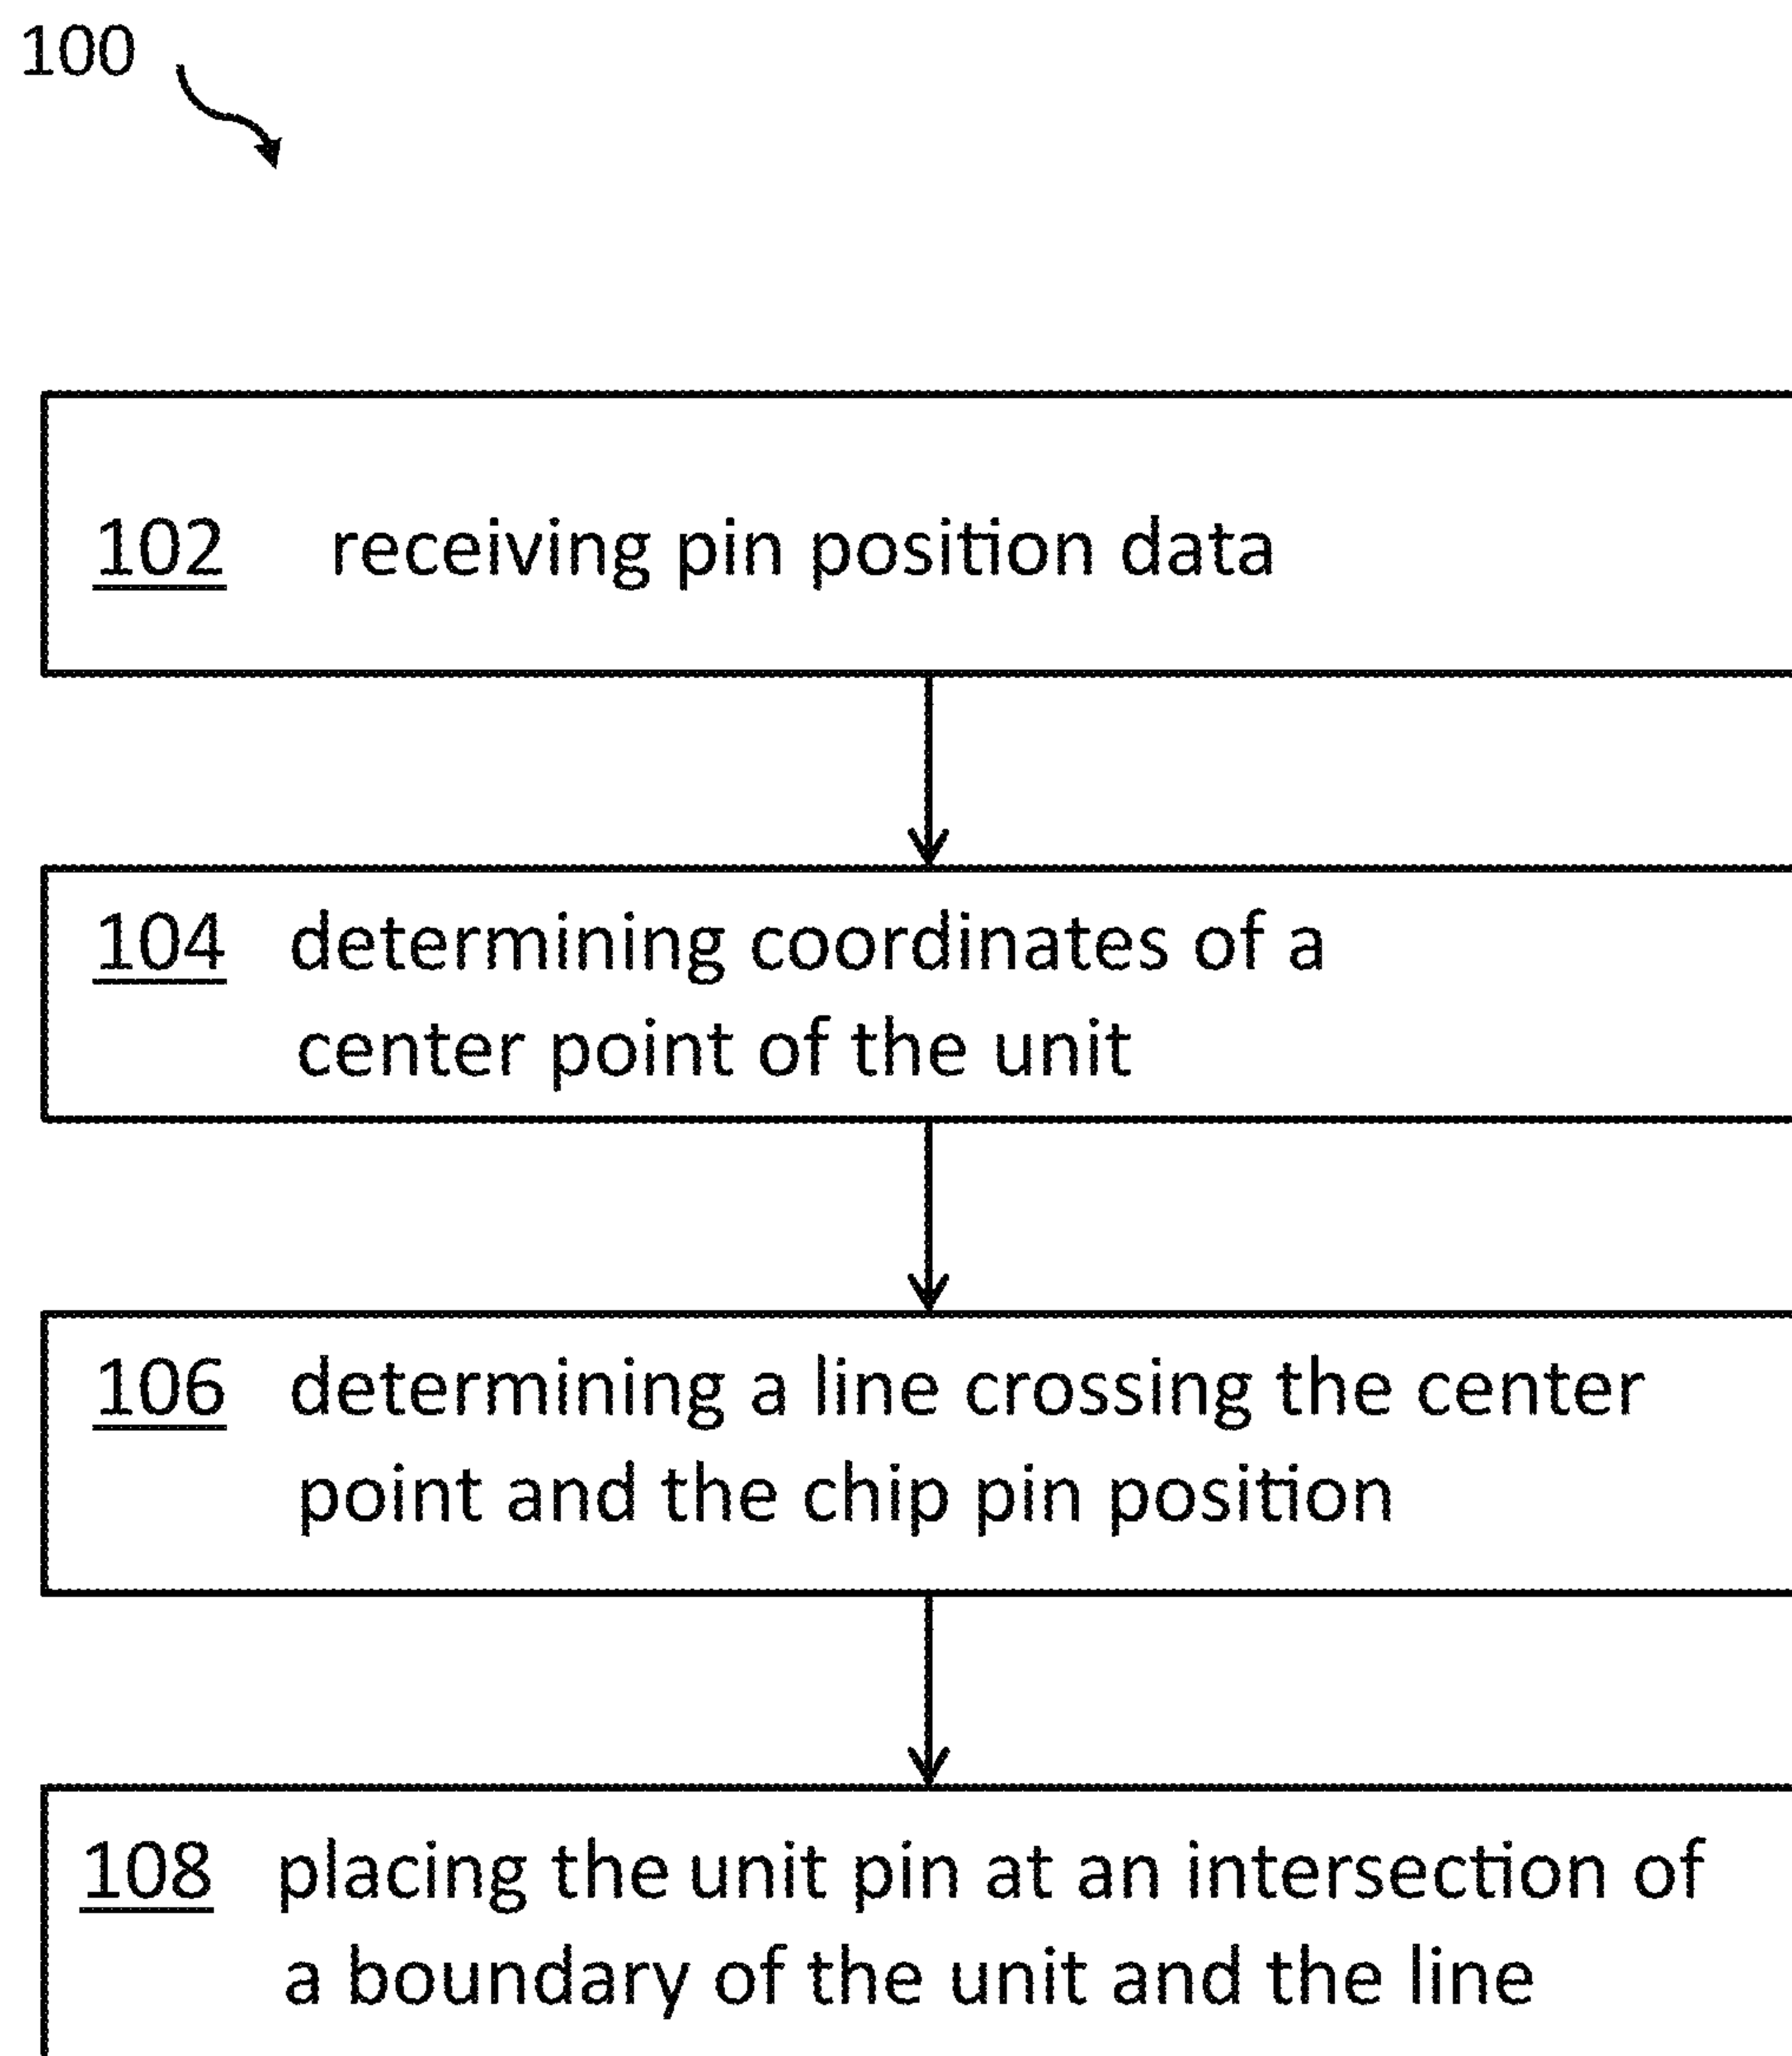 100
102 receiving pin position data
104 determining coordinates of a
center point of the unit
106 determining a line crossing the center
point and the chip pin position
108 placing the unit pin at an intersection of
a boundary of the unit and the line